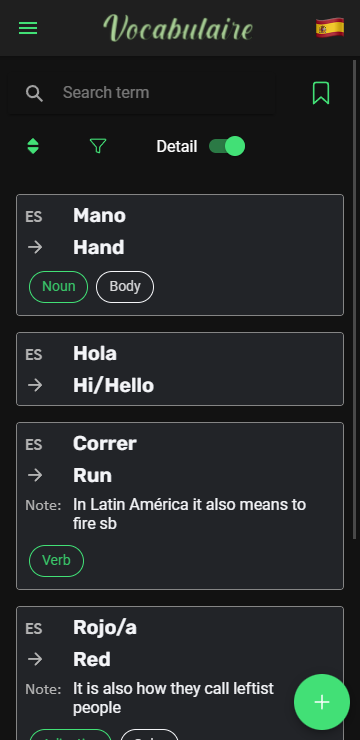 Vocabulaire
Search term
Detail
ES Mano
→ Hand
Noun Body
ES Hola
→ Hi/Hello
ES Correr
→ Run
Note: In Latin América it also means to
fire sb
Verb
ES Rojo/a
→ Red
Note: It is also how they call leftist
people